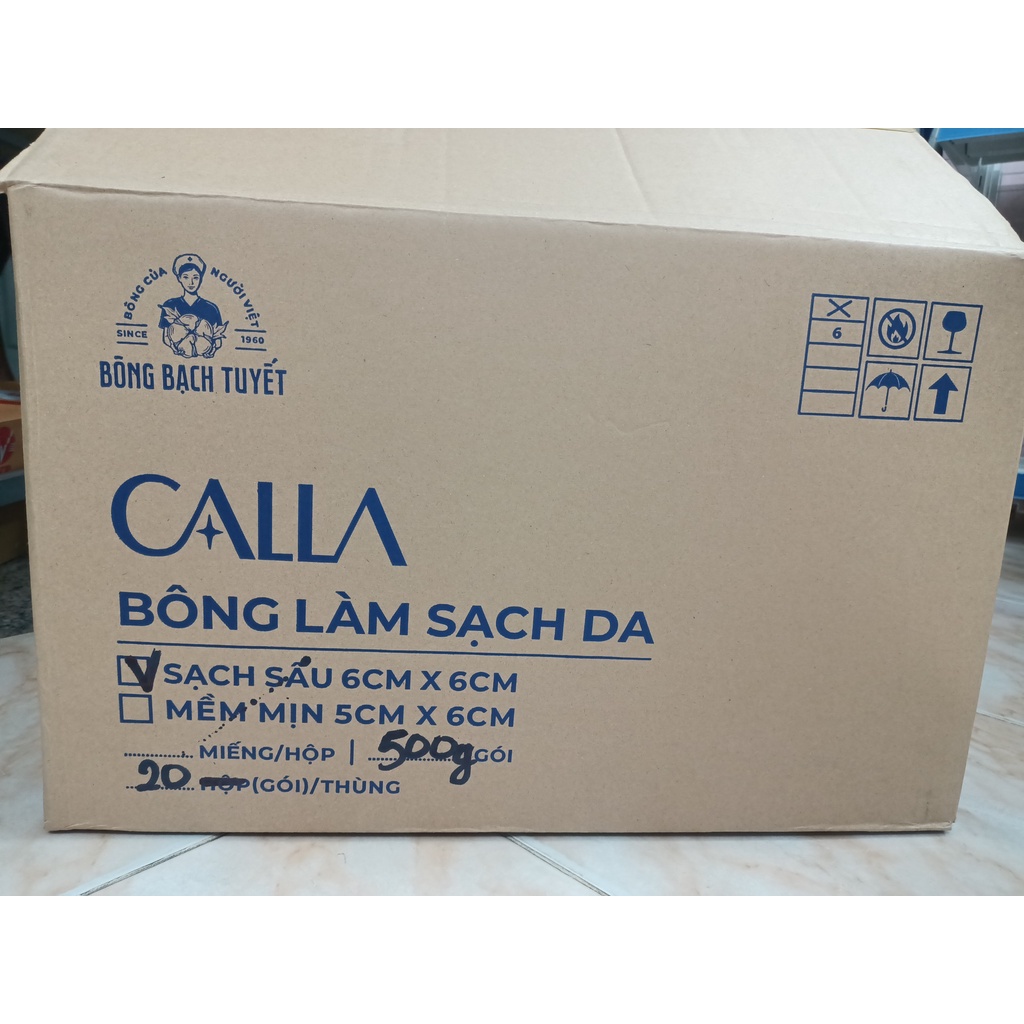 BÔNG CỦA NGƯỜI VIỆT
SINCE 1960
BÔNG BẠCH TUYẾT
6
CALLA
BÔNG LÀM SẠCH DA
V SẠCH SÂU 6CM X 6CM
MỀM MỊN 5CM X 6CM
.............. MIẾNG/HỘP | 500g GÓI
20 HỘP(GÓI)/THÙNG